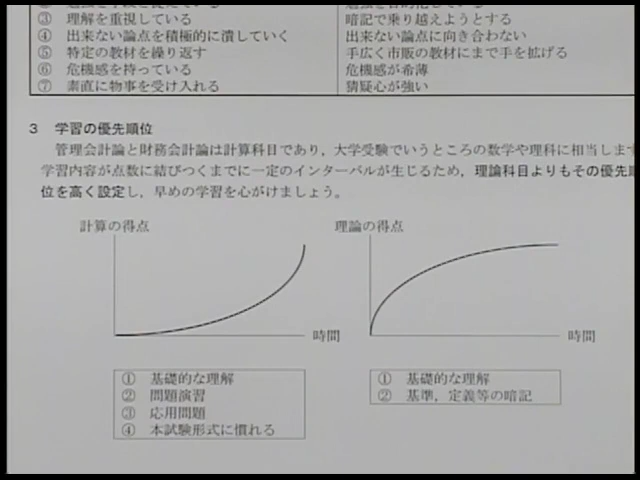 ③ 理解を重視している 暗記で乗り越えようとする
④ 出来ない論点を積極的に潰していく 出来ない論点に向き合わない
⑤ 特定の教材を繰り返す 手広く市販の教材にまで手を拡げる
⑥ 危機感を持っている 危機感が希薄
⑦ 素直に物事を受け入れる 猜疑心が強い
3 学習の優先順位
管理会計論と財務会計論は計算科目であり，大学受験でいうところの数学や理科に相当しま
学習内容が点数に結びつくまでに一定のインターバルが生じるため，理論科目よりもその優先
位を高く設定し，早めの学習を心がけましょう。
計算の得点
時間
① 基礎的な理解
② 問題演習
③ 応用問題
④ 本試験形式に慣れる
理論の得点
時間
① 基礎的な理解
② 基準，定義等の暗記